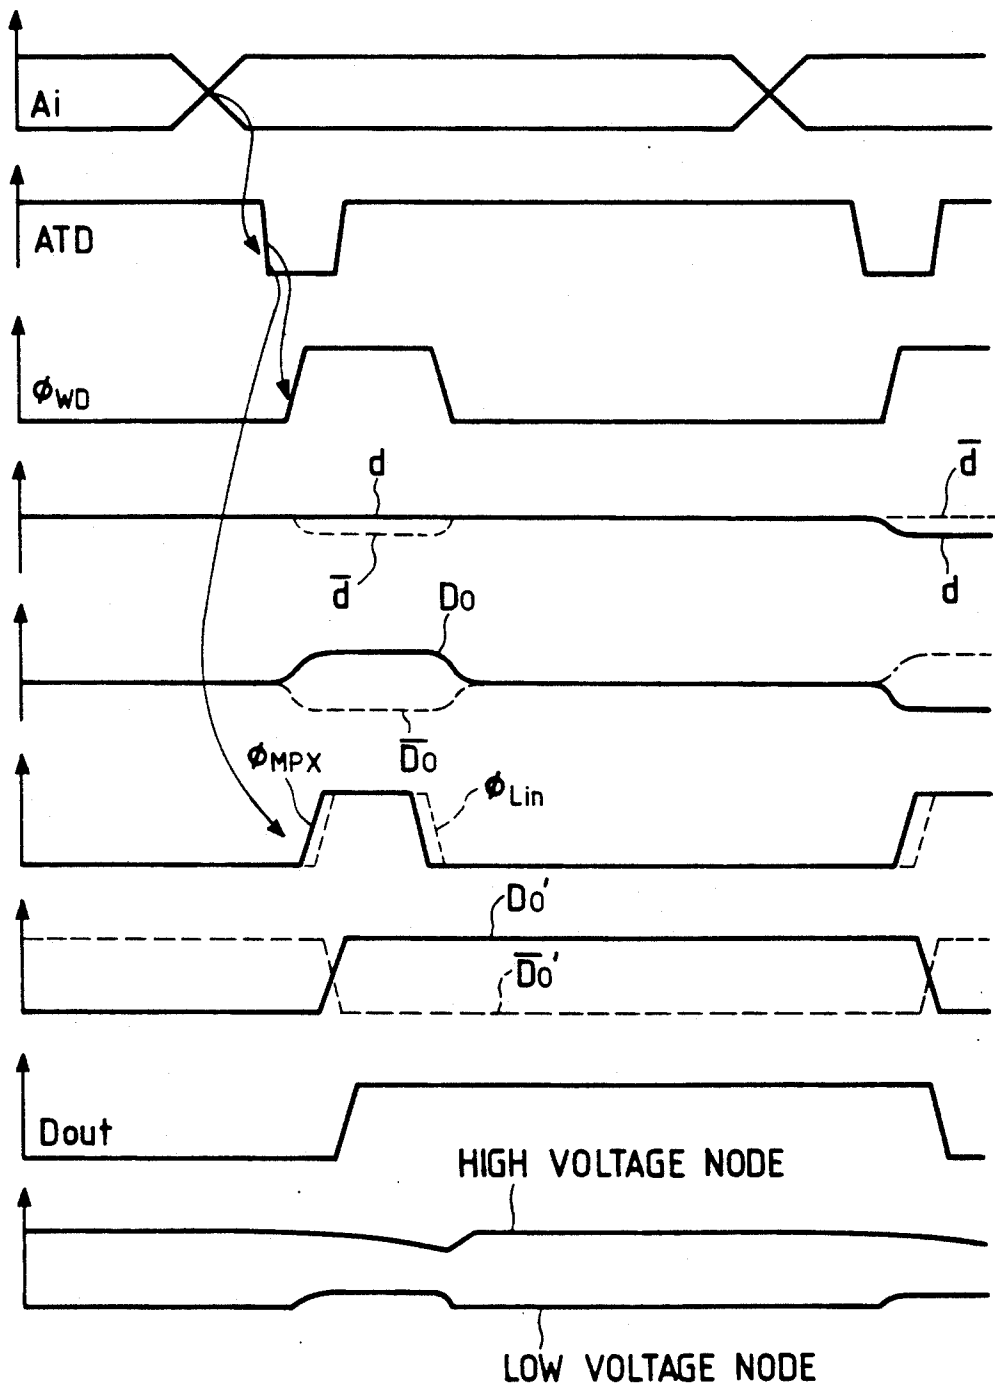 Ai
ATD
ϕWD
d
d̅
d̅
d
Do
D̅o
ϕMPX
ϕLin
Do'
D̅o'
Dout
HIGH VOLTAGE NODE
LOW VOLTAGE NODE